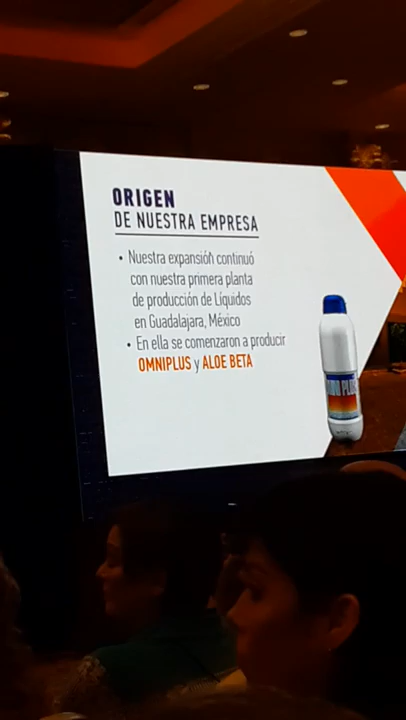 ORIGEN
DE NUESTRA EMPRESA
• Nuestra expansión continuó
con nuestra primera planta
de producción de Líquidos
en Guadalajara, México
• En ella se comenzaron a producir
OMNIPLUS y ALOE BETA
PLUS